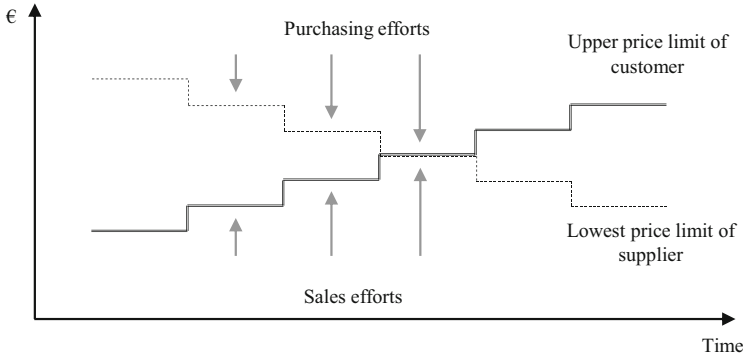 €
Purchasing efforts
Upper price limit of
customer
Lowest price limit of
supplier
Sales efforts
Time